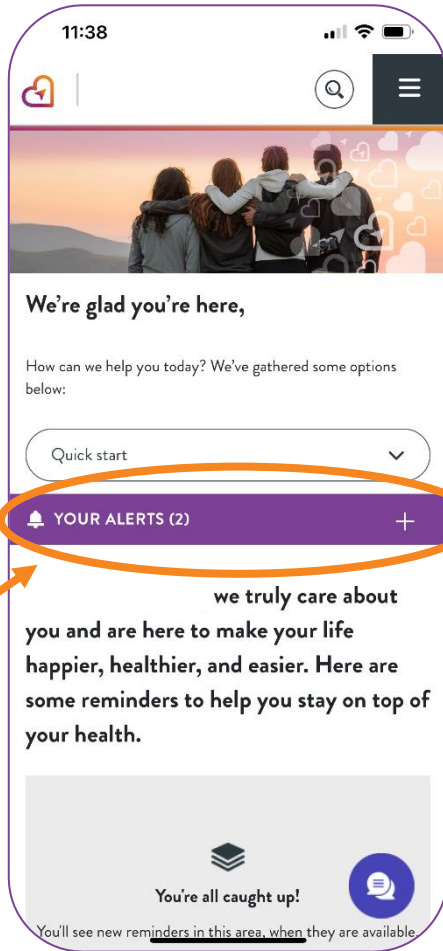 11:38
We’re glad you’re here,
How can we help you today? We’ve gathered some options
below:
Quick start
YOUR ALERTS (2)
we truly care about
you and are here to make your life
happier, healthier, and easier. Here are
some reminders to help you stay on top of
your health.
You're all caught up!
You'll see new reminders in this area, when they are available.